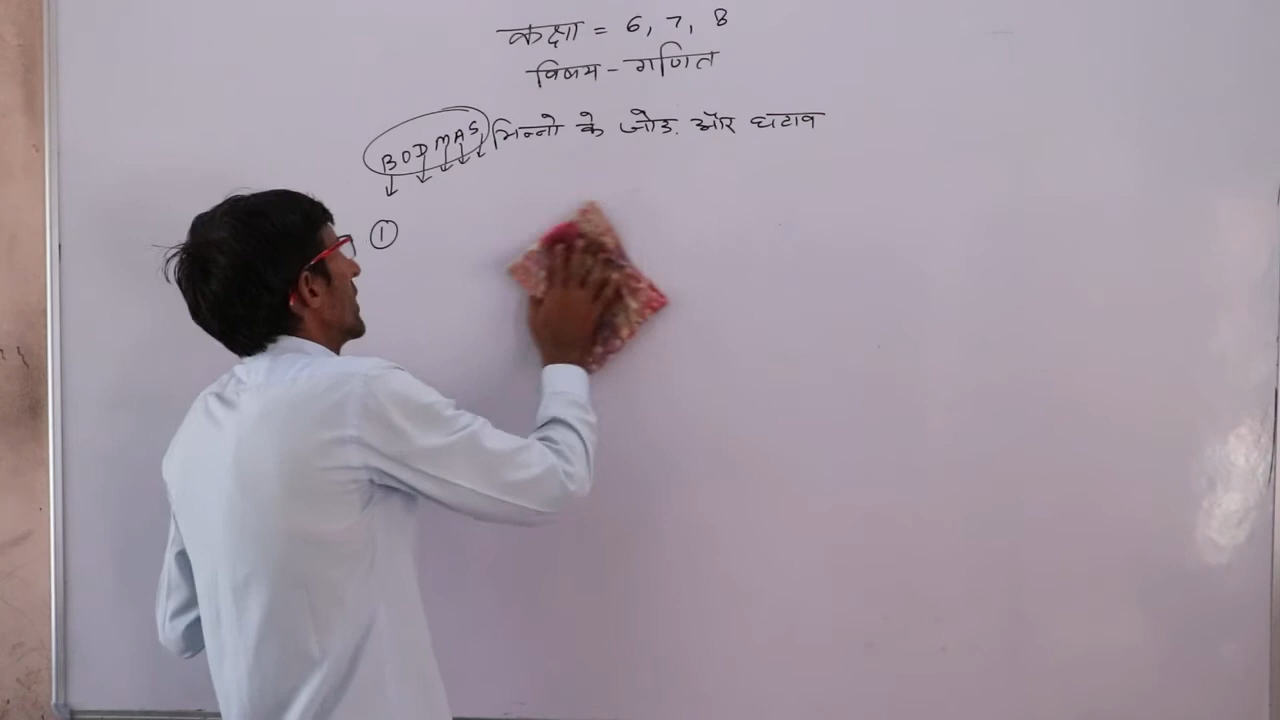 कक्षा = 6, 7, 8
विषय - गणित
BODMAS भिन्नो के जोड़ और घटाव
①